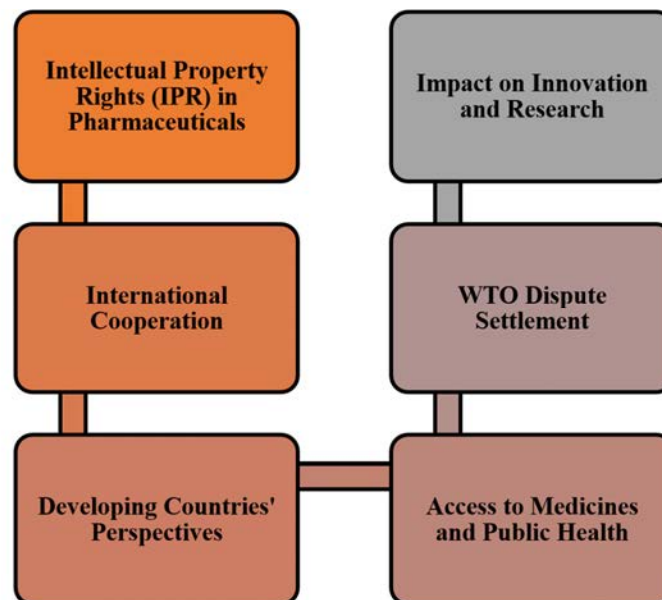 Intellectual Property
Rights (IPR) in
Pharmaceuticals
International
Cooperation
Developing Countries'
Perspectives
Access to Medicines
and Public Health
WTO Dispute
Settlement
Impact on Innovation
and Research